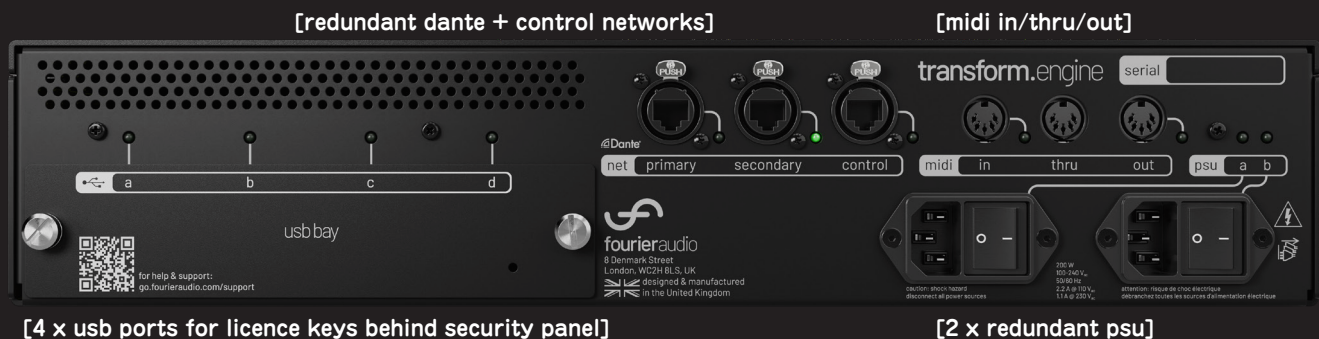 [redundant dante + control networks]
[midi in/thru/out]
PUSH
PUSH
PUSH
transform.engine
serial
Dante
net primary secondary control
midi in thru out
psu a b
a b c d
usb bay
for help & support:
go.fourieraudio.com/support
fourieraudio
8 Denmark Street
London, WC2H 8LS, UK
designed & manufactured
in the United Kingdom
O –
O –
caution: shock hazard
disconnect all power sources
200 W
100-240 V
50/60 Hz
2.2 A @ 110 V
1.1 A @ 230 V
attention: risque de choc électrique
débranchez toutes les sources d'alimentation électrique
[4 x usb ports for licence keys behind security panel]
[2 x redundant psu]